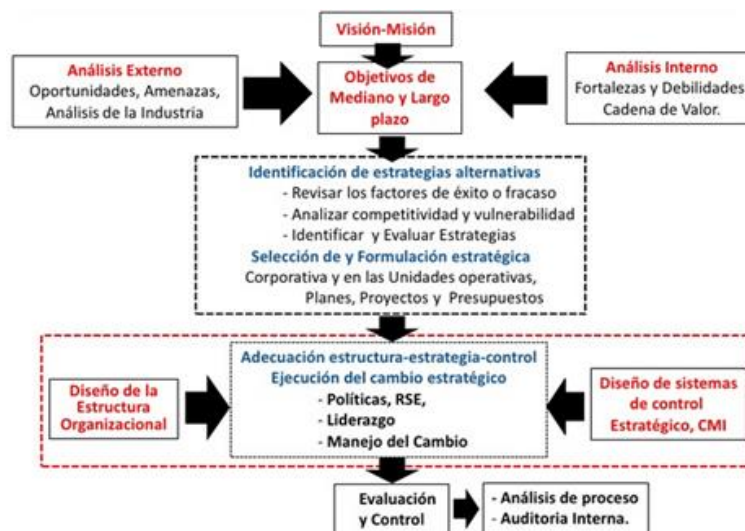 Visión-Misión
Análisis Externo
Oportunidades, Amenazas,
Análisis de la Industria
Objetivos de
Mediano y Largo
plazo
Análisis Interno
Fortalezas y Debilidades
Cadena de Valor.
Identificación de estrategias alternativas
- Revisar los factores de éxito o fracaso
- Analizar competitividad y vulnerabilidad
- Identificar y Evaluar Estrategias
Selección de y Formulación estratégica
Corporativa y en las Unidades operativas,
Planes, Proyectos y Presupuestos
Diseño de la
Estructura
Organizacional
Adecuación estructura-estrategia-control
Ejecución del cambio estratégico
- Políticas, RSE,
- Liderazgo
- Manejo del Cambio
Diseño de sistemas
de control
Estratégico, CMI
Evaluación
y Control
- Análisis de proceso
- Auditoria Interna.